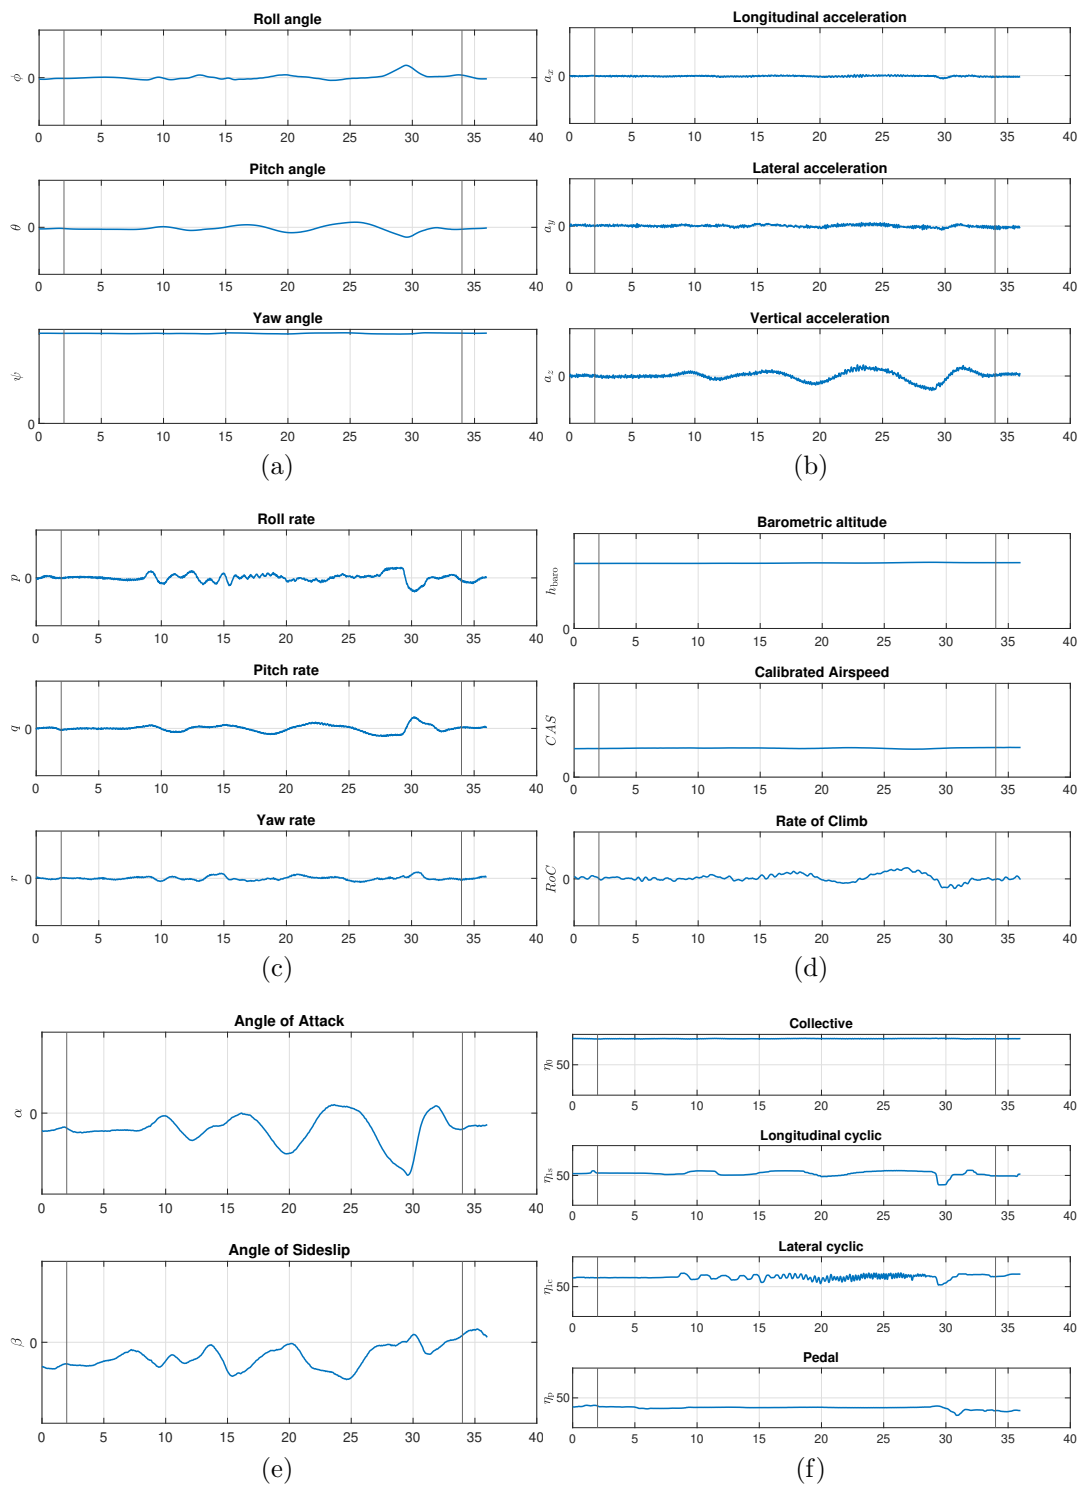 Roll angle
ϕ
0
0 5 10 15 20 25 30 35 40
Pitch angle
θ
0
0 5 10 15 20 25 30 35 40
Yaw angle
ψ
0
0 5 10 15 20 25 30 35 40
(a)
Longitudinal acceleration
a_x
0
0 5 10 15 20 25 30 35 40
Lateral acceleration
a_y
0
0 5 10 15 20 25 30 35 40
Vertical acceleration
a_z
0
0 5 10 15 20 25 30 35 40
(b)
Roll rate
p
0
0 5 10 15 20 25 30 35 40
Pitch rate
q
0
0 5 10 15 20 25 30 35 40
Yaw rate
r
0
0 5 10 15 20 25 30 35 40
(c)
Barometric altitude
h_baro
0
0 5 10 15 20 25 30 35 40
Calibrated Airspeed
CAS
0
0 5 10 15 20 25 30 35 40
Rate of Climb
RoC
0
0 5 10 15 20 25 30 35 40
(d)
Angle of Attack
α
0
0 5 10 15 20 25 30 35 40
Angle of Sideslip
β
0
0 5 10 15 20 25 30 35 40
(e)
Collective
η_0
50
0 5 10 15 20 25 30 35 40
Longitudinal cyclic
η_1s
50
0 5 10 15 20 25 30 35 40
Lateral cyclic
η_1c
50
0 5 10 15 20 25 30 35 40
Pedal
η_p
50
0 5 10 15 20 25 30 35 40
(f)